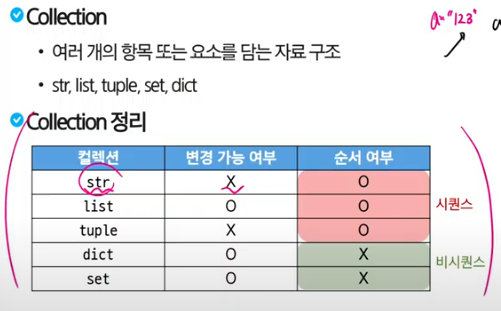 Collection
a="123"
• 여러 개의 항목 또는 요소를 담는 자료 구조
• str, list, tuple, set, dict
Collection 정리
컬렉션 변경 가능 여부 순서 여부
str X O
list O O
tuple X O
dict O X
set O X
시퀀스
비시퀀스